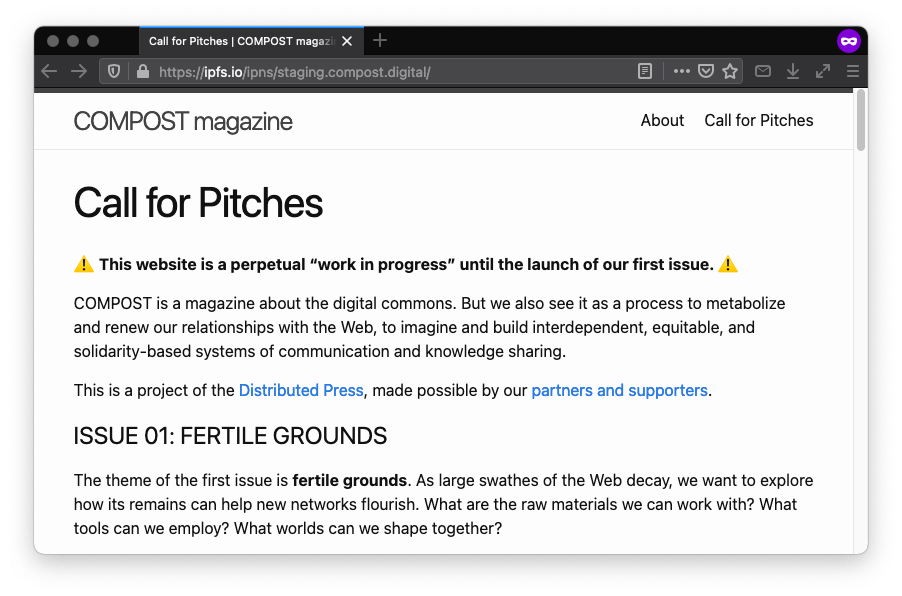 Call for Pitches | COMPOST magazi
https://ipfs.io/ipns/staging.compost.digital/
COMPOST magazine
About
Call for Pitches
Call for Pitches
⚠️ This website is a perpetual “work in progress” until the launch of our first issue. ⚠️
COMPOST is a magazine about the digital commons. But we also see it as a process to metabolize
and renew our relationships with the Web, to imagine and build interdependent, equitable, and
solidarity-based systems of communication and knowledge sharing.
This is a project of the Distributed Press, made possible by our partners and supporters.
ISSUE 01: FERTILE GROUNDS
The theme of the first issue is fertile grounds. As large swathes of the Web decay, we want to explore
how its remains can help new networks flourish. What are the raw materials we can work with? What
tools can we employ? What worlds can we shape together?